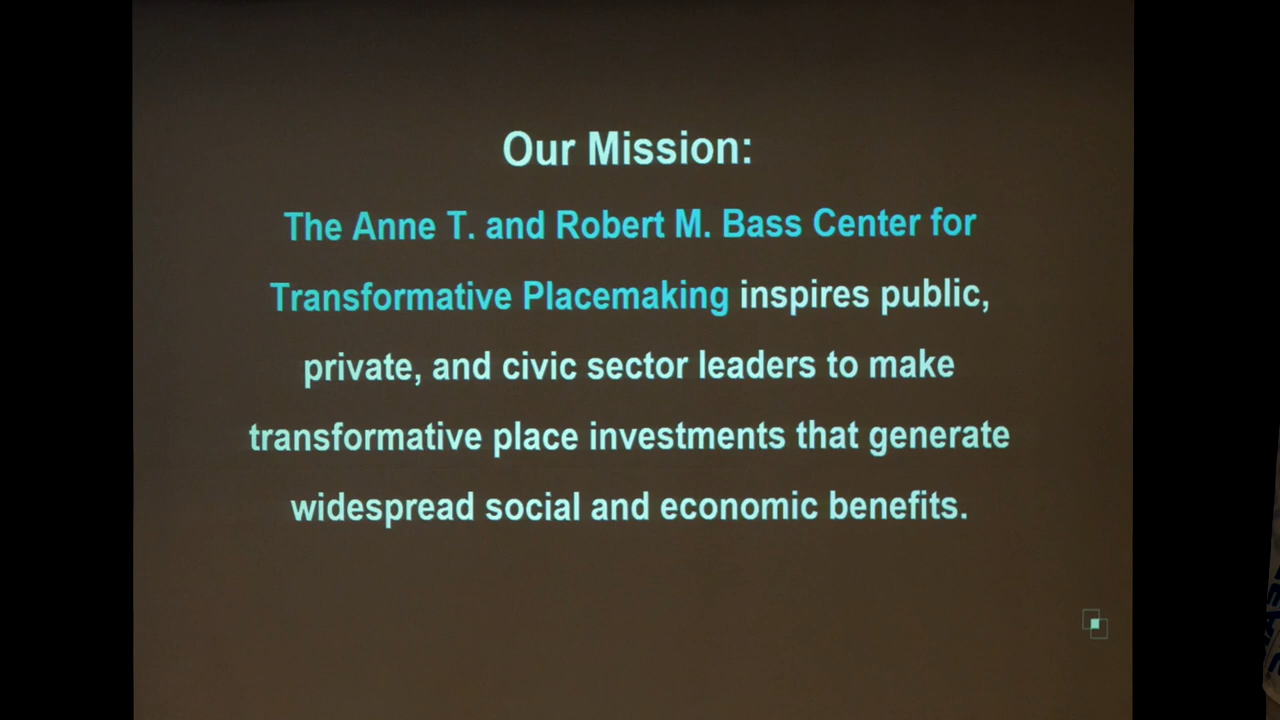 Our Mission:
The Anne T. and Robert M. Bass Center for
Transformative Placemaking inspires public,
private, and civic sector leaders to make
transformative place investments that generate
widespread social and economic benefits.